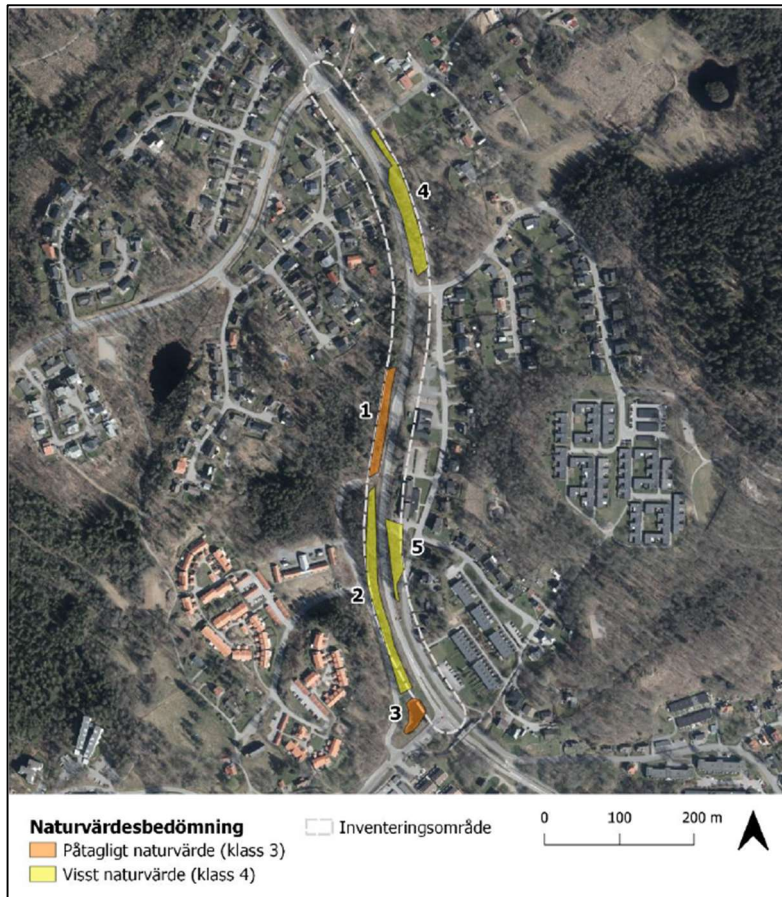 4
1
5
2
3
Naturvärdesbedömning
Påtagligt naturvärde (klass 3)
Visst naturvärde (klass 4)
Inventeringsområde
0 100 200 m